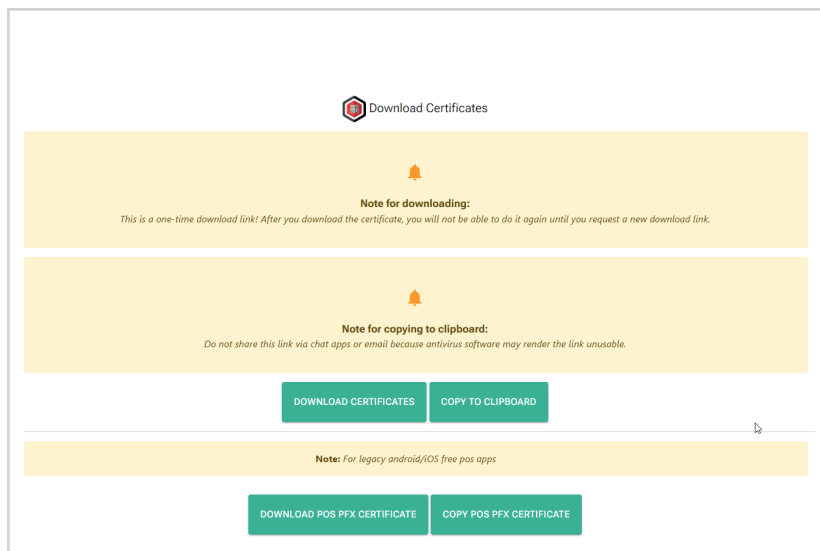 Download Certificates
Note for downloading:
This is a one-time download link! After you download the certificate, you will not be able to do it again until you request a new download link.
Note for copying to clipboard:
Do not share this link via chat apps or email because antivirus software may render the link unusable.
DOWNLOAD CERTIFICATES COPY TO CLIPBOARD
Note: For legacy android/iOS free pos apps
DOWNLOAD POS PFX CERTIFICATE COPY POS PFX CERTIFICATE